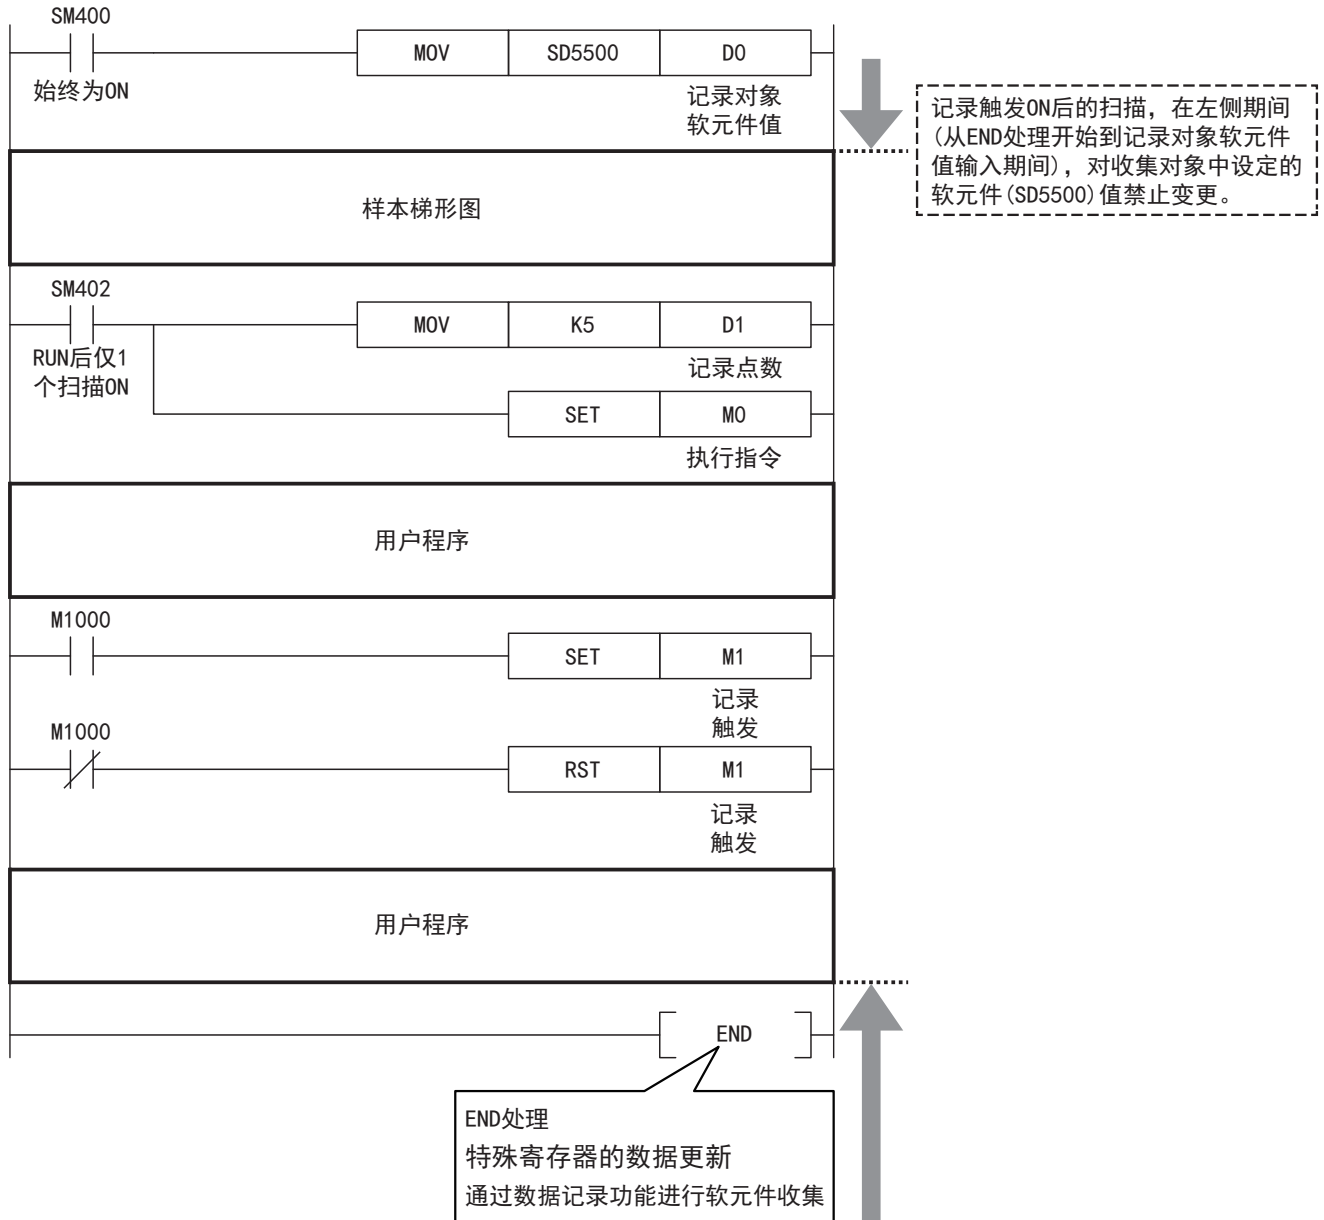 SM400
MOV SD5500 D0
始终为ON
记录对象
软元件值
记录触发ON后的扫描，在左侧期间
(从END处理开始到记录对象软元件
值输入期间)，对收集对象中设定的
软元件(SD5500)值禁止变更。
样本梯形图
SM402
MOV K5 D1
RUN后仅1
个扫描ON
记录点数
SET M0
执行指令
用户程序
M1000
SET M1
记录
触发
M1000
RST M1
记录
触发
用户程序
END
END处理
特殊寄存器的数据更新
通过数据记录功能进行软元件收集